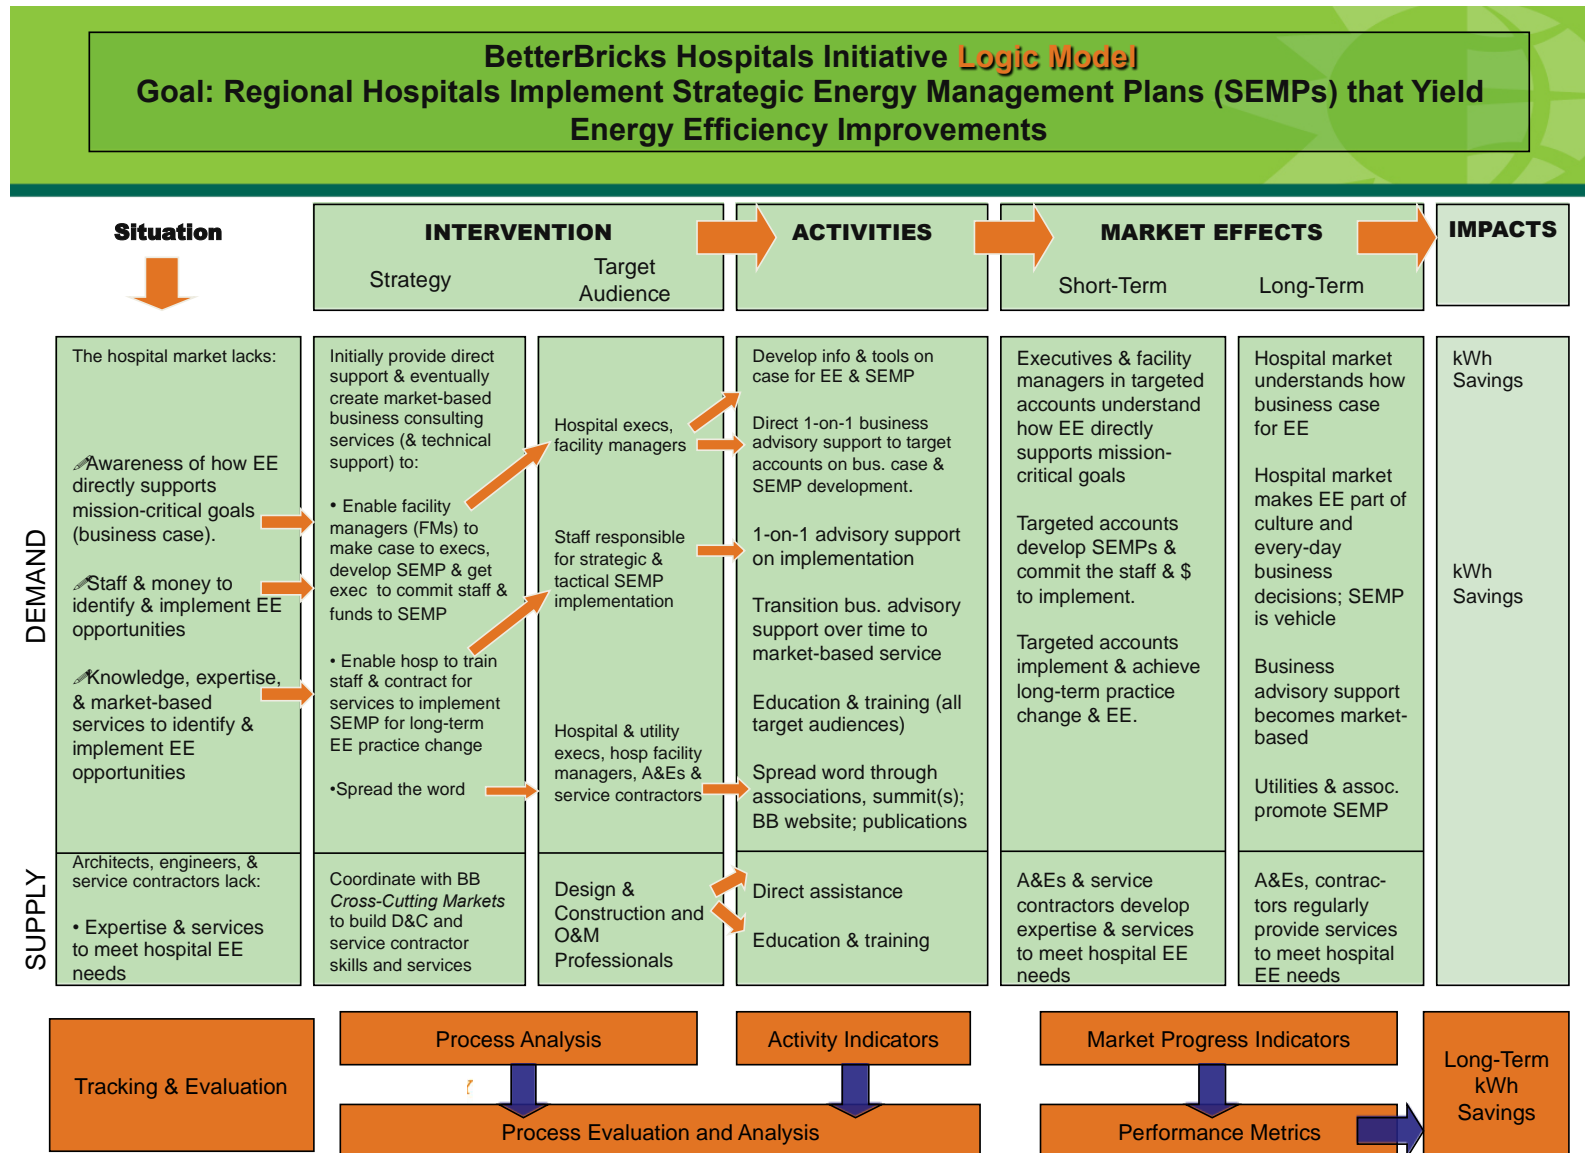 BetterBricks Hospitals Initiative Logic Model
Goal: Regional Hospitals Implement Strategic Energy Management Plans (SEMPs) that Yield
Energy Efficiency Improvements
Situation
INTERVENTION
Strategy
Target
Audience
ACTIVITIES
MARKET EFFECTS
Short-Term
Long-Term
IMPACTS
DEMAND
The hospital market lacks:
Awareness of how EE
directly supports
mission-critical goals
(business case).
Staff & money to
identify & implement EE
opportunities
Knowledge, expertise,
& market-based
services to identify &
implement EE
opportunities
Initially provide direct
support & eventually
create market-based
business consulting
services (& technical
support) to:
• Enable facility
managers (FMs) to
make case to execs,
develop SEMP & get
exec to commit staff &
funds to SEMP
• Enable hosp to train
staff & contract for
services to implement
SEMP for long-term
EE practice change
•Spread the word
Hospital execs,
facility managers
Staff responsible
for strategic &
tactical SEMP
implementation
Hospital & utility
execs, hosp facility
managers, A&Es &
service contractors
Develop info & tools on
case for EE & SEMP
Direct 1-on-1 business
advisory support to target
accounts on bus. case &
SEMP development.
1-on-1 advisory support
on implementation
Transition bus. advisory
support over time to
market-based service
Education & training (all
target audiences)
Spread word through
associations, summit(s);
BB website; publications
Executives & facility
managers in targeted
accounts understand
how EE directly
supports mission-
critical goals
Targeted accounts
develop SEMPs &
commit the staff & $
to implement.
Targeted accounts
implement & achieve
long-term practice
change & EE.
Hospital market
understands how
business case
for EE
Hospital market
makes EE part of
culture and
every-day
business
decisions; SEMP
is vehicle
Business
advisory support
becomes market-
based
Utilities & assoc.
promote SEMP
kWh
Savings
kWh
Savings
SUPPLY
Architects, engineers, &
service contractors lack:
• Expertise & services
to meet hospital EE
needs
Coordinate with BB
Cross-Cutting Markets
to build D&C and
service contractor
skills and services
Design &
Construction and
O&M
Professionals
Direct assistance
Education & training
A&Es & service
contractors develop
expertise & services
to meet hospital EE
needs
A&Es, contrac-
tors regularly
provide services
to meet hospital
EE needs
Tracking & Evaluation
Process Analysis
Activity Indicators
Process Evaluation and Analysis
Market Progress Indicators
Performance Metrics
Long-Term
kWh
Savings